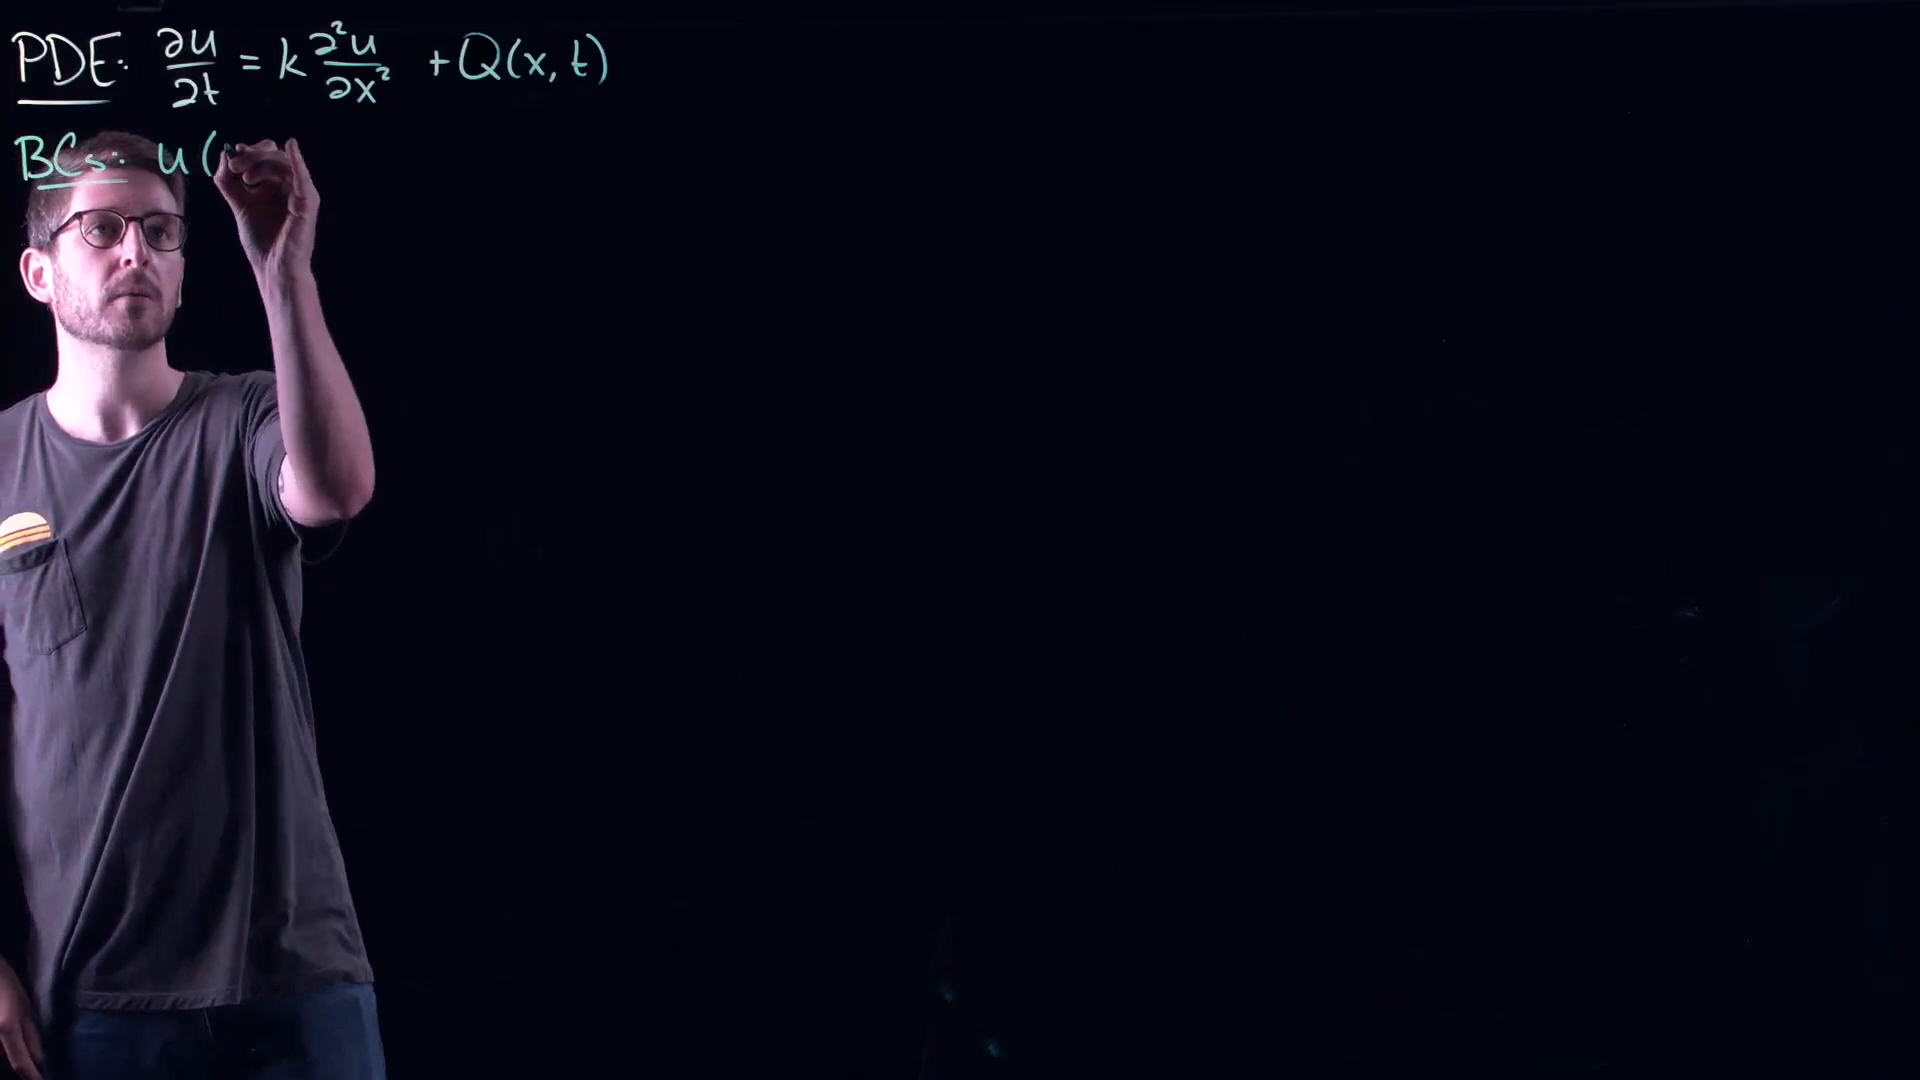 PDE: ∂u/∂t = k ∂²u/∂x² + Q(x, t)
BCs: u(